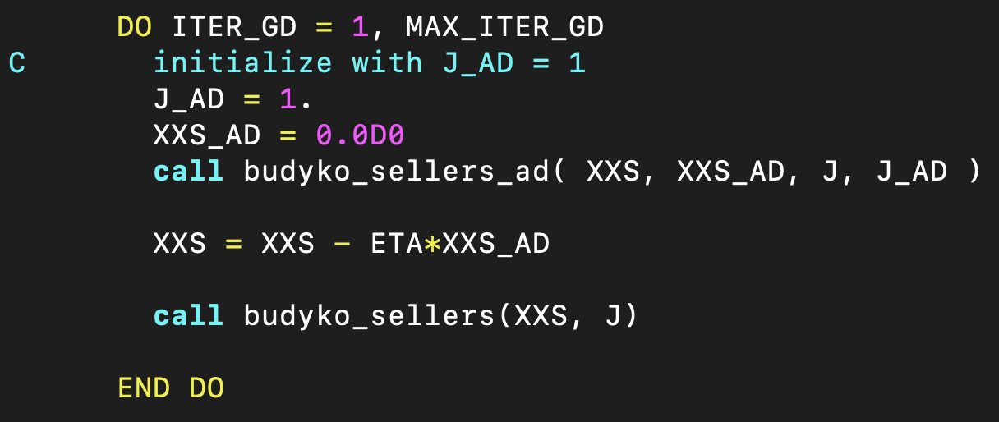 DO ITER_GD = 1, MAX_ITER_GD
C initialize with J_AD = 1
J_AD = 1.
XXS_AD = 0.0D0
call budyko_sellers_ad( XXS, XXS_AD, J, J_AD )
XXS = XXS - ETA*XXS_AD
call budyko_sellers(XXS, J)
END DO